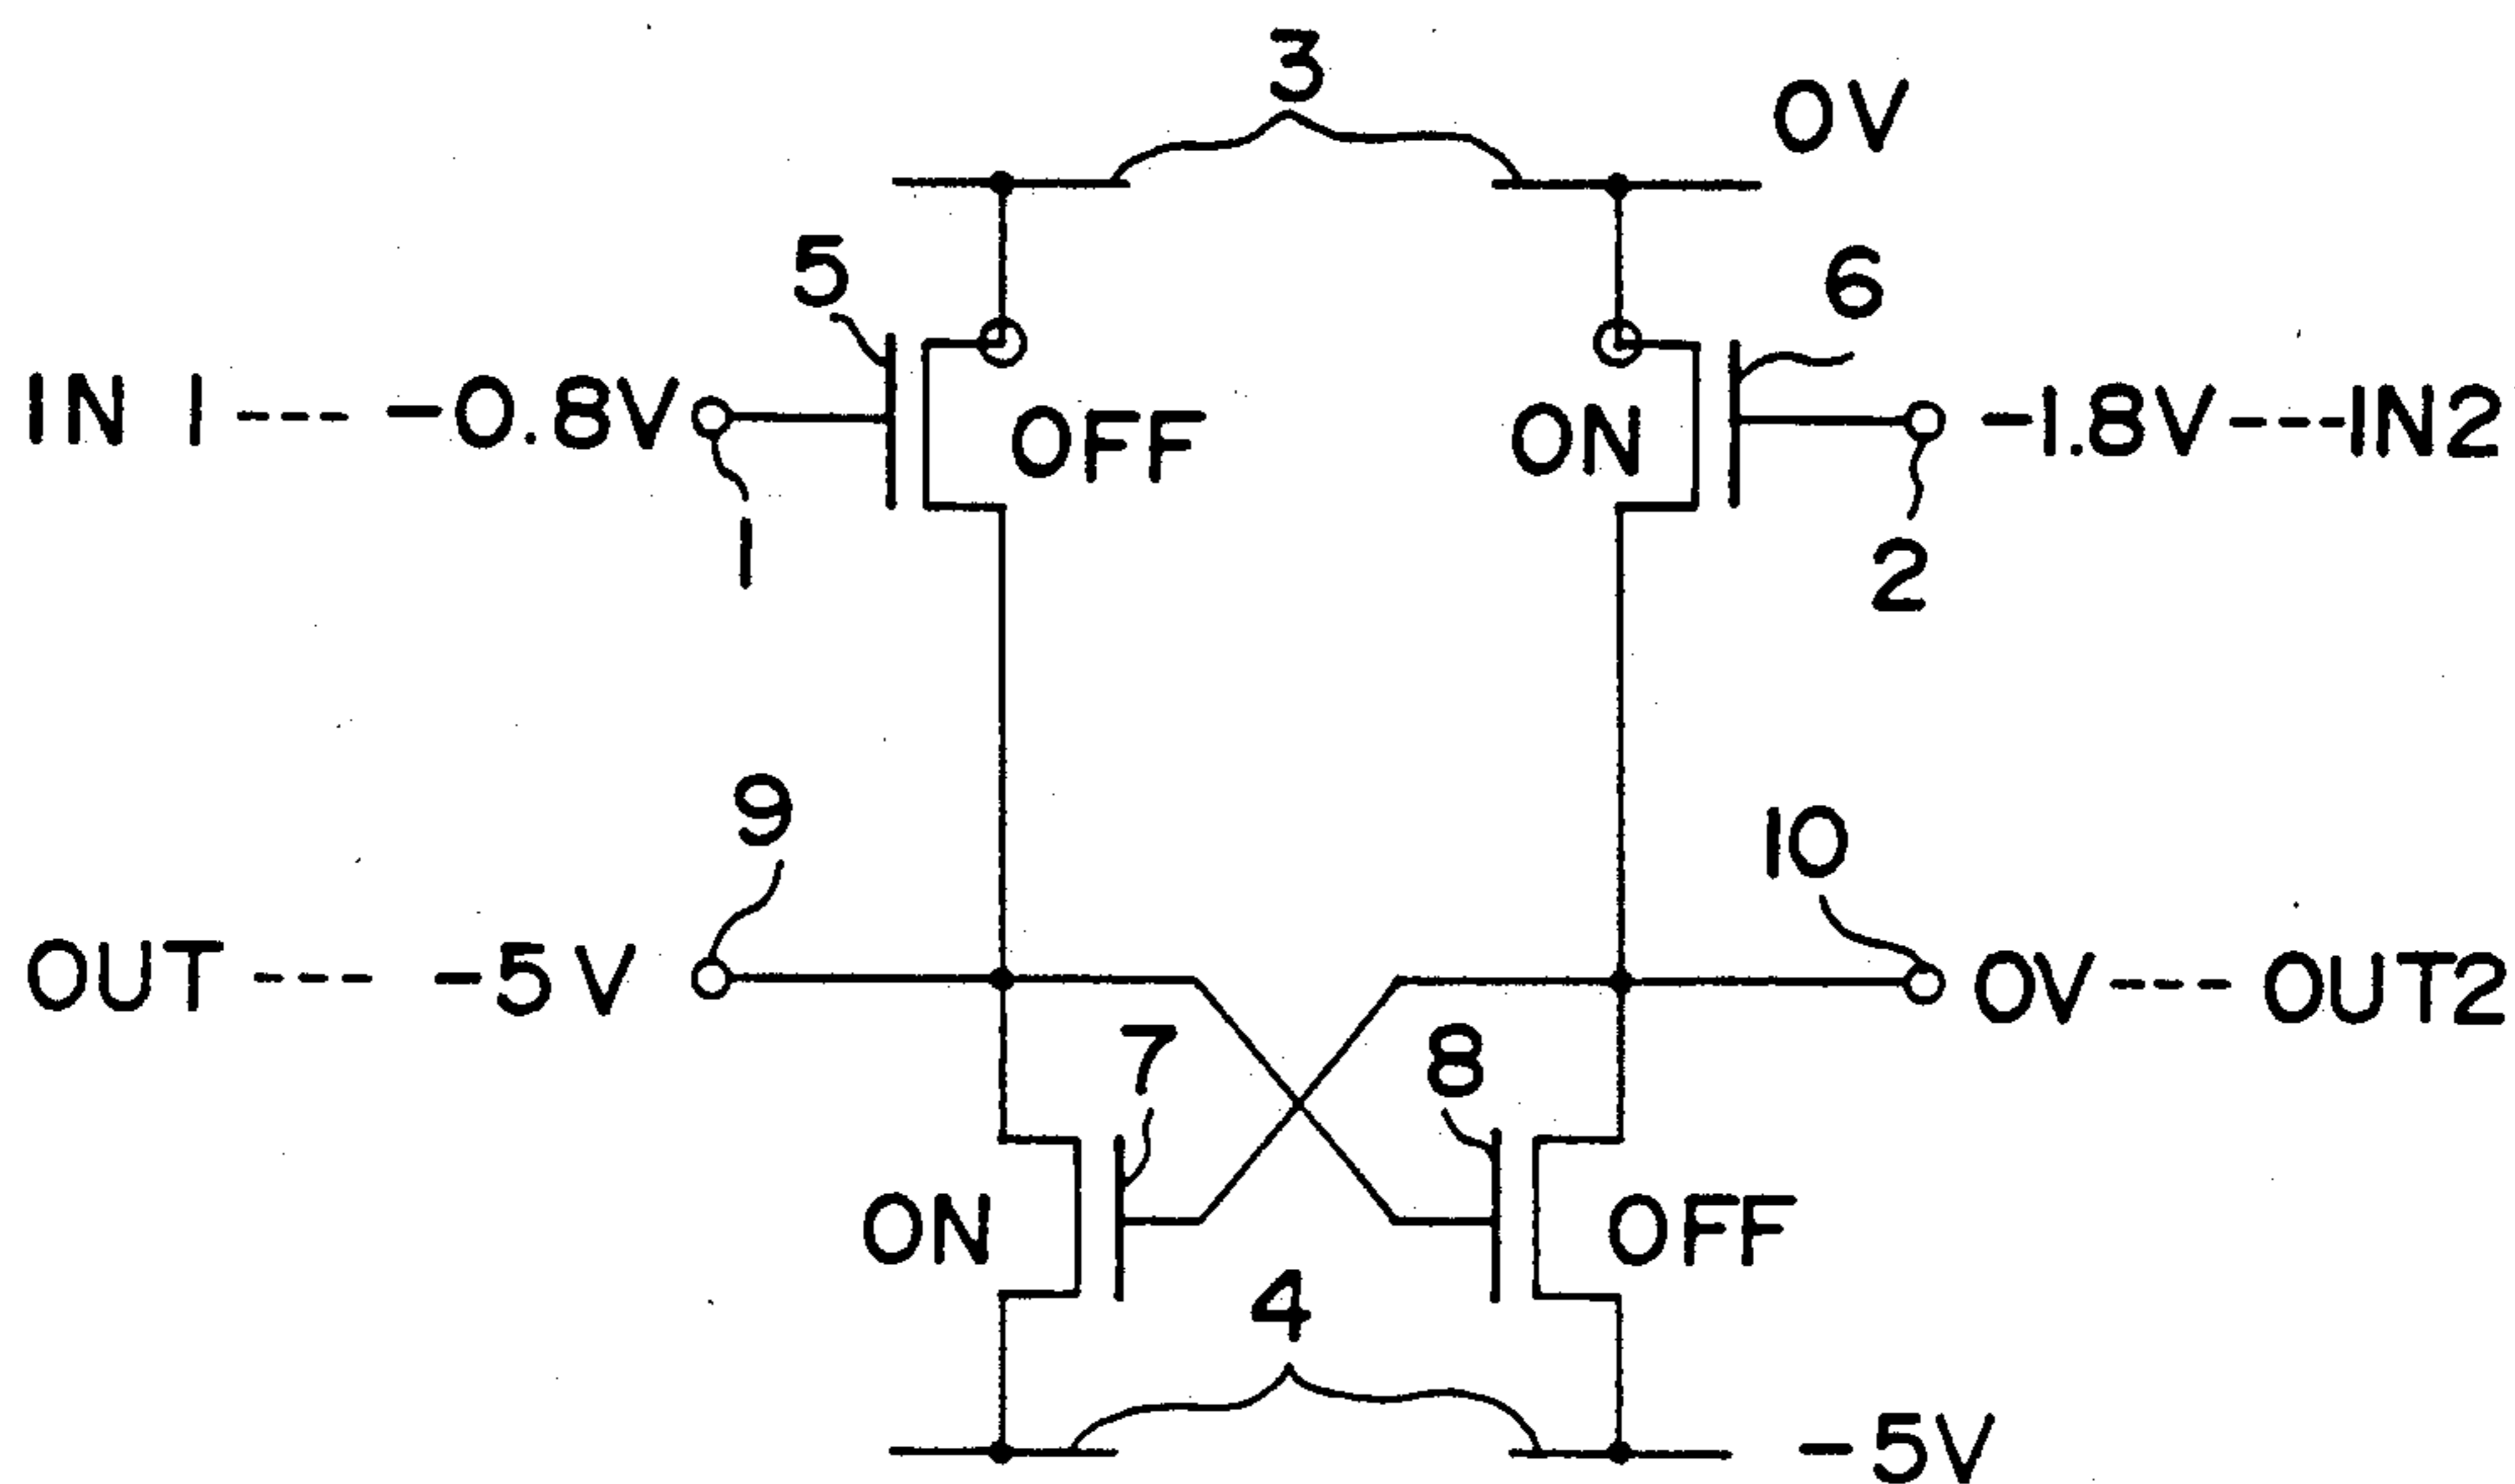 3
0V
5
6
IN 1 --- -0.8V
OFF
ON
-1.8V---IN2
1
2
9
10
OUT --- -5V
0V--- OUT2
7
8
ON
OFF
4
-5V